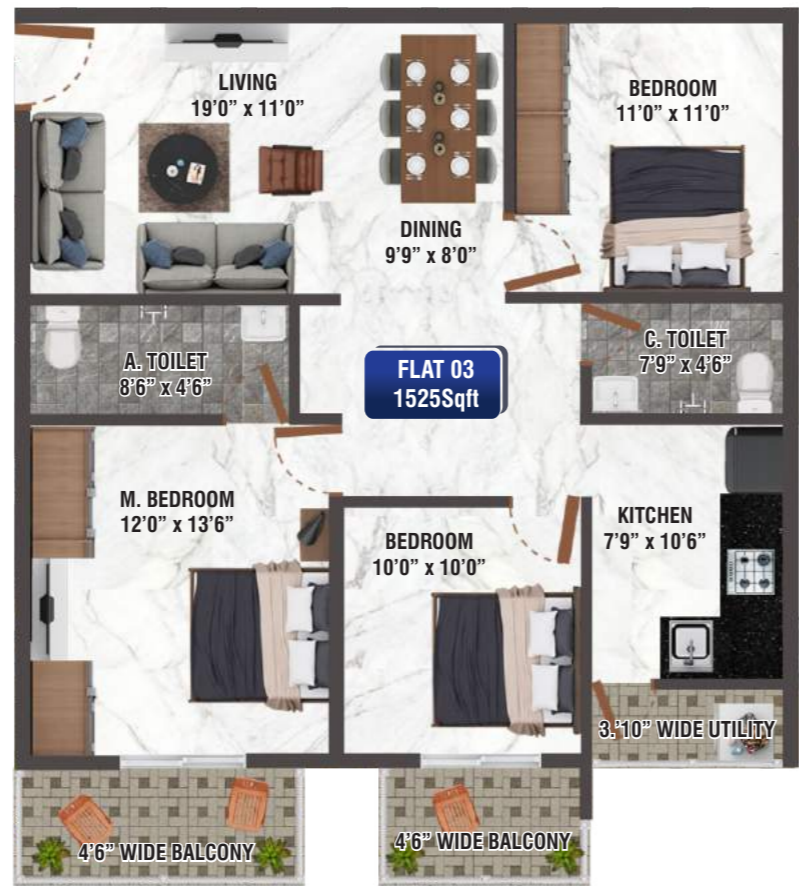 LIVING
19'0" x 11'0"
BEDROOM
11'0" x 11'0"
DINING
9'9" x 8'0"
A. TOILET
8'6" x 4'6"
FLAT 03
1525Sqft
C. TOILET
7'9" x 4'6"
M. BEDROOM
12'0" x 13'6"
BEDROOM
10'0" x 10'0"
KITCHEN
7'9" x 10'6"
3.'10" WIDE UTILITY
4'6" WIDE BALCONY
4'6" WIDE BALCONY